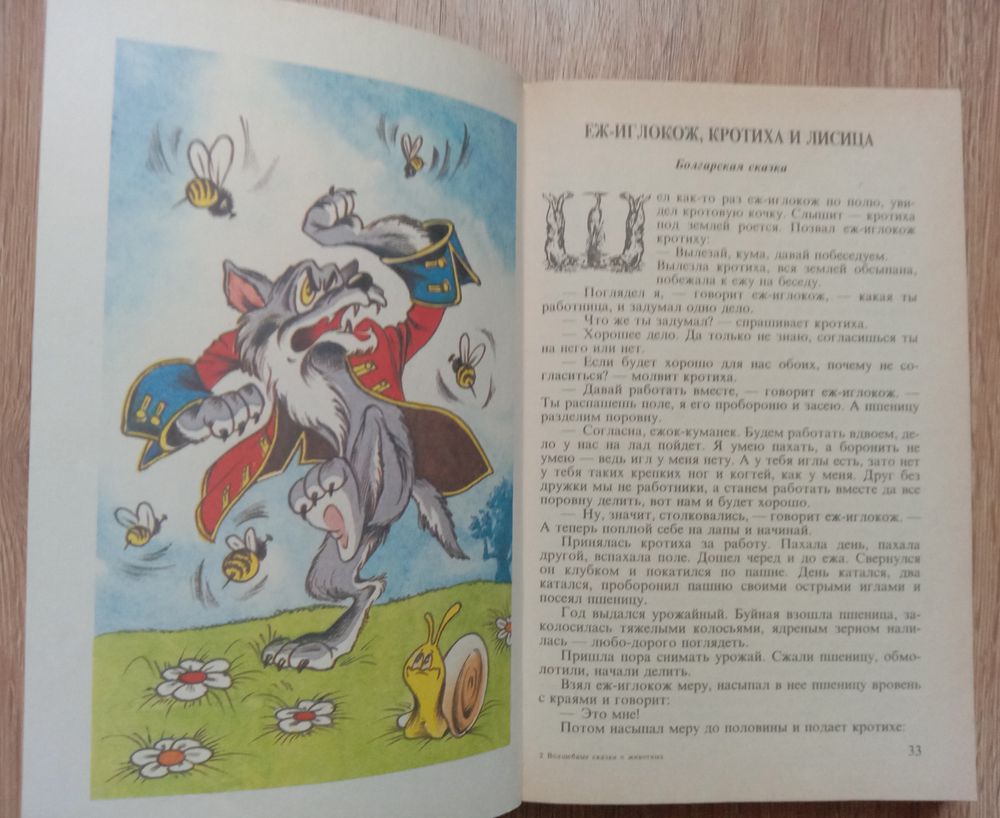 ЕЖ-ИГЛОКОЖ, КРОТИХА И ЛИСИЦА
Болгарская сказка
Шел как-то раз еж-иглокож по полю, уви-
дел кротовую кочку. Слышит — кротиха
под землей роется. Позвал еж-иглокож
кротиху:
— Вылезай, кума, давай побеседуем.
Вылезла кротиха, вся землей обсыпана,
побежала к ежу на беседу.
— Поглядел я, — говорит еж-иглокож, — какая ты
работница, и задумал одно дело.
— Что же ты задумал? — спрашивает кротиха.
— Хорошее дело. Да только не знаю, согласишься ты
на него или нет.
— Если будет хорошо для нас обоих, почему не со-
гласиться? — молвит кротиха.
— Давай работать вместе, — говорит еж-иглокож. —
Ты распашешь поле, я его пробороню и засею. А пшеницу
разделим поровну.
— Согласна, ежок-куманек. Будем работать вдвоем, де-
ло у нас на лад пойдет. Я умею пахать, а боронить не
умею — ведь игл у меня нету. А у тебя иглы есть, зато нет
у тебя таких крепких ног и когтей, как у меня. Друг без
дружки мы не работники, а станем работать вместе да все
поровну делить, вот нам и будет хорошо.
— Ну, значит, столковались, — говорит еж-иглокож. —
А теперь поплюй себе на лапы и начинай.
Принялась кротиха за работу. Пахала день, пахала
другой, вспахала поле. Дошел черед и до ежа. Свернулся
он клубком и покатился по пашне. День катался, два
катался, проборонил пашню своими острыми иглами и
посеял пшеницу.
Год выдался урожайный. Буйная взошла пшеница, за-
колосилась тяжелыми колосьями, ядреным зерном нали-
лась — любо-дорого поглядеть.
Пришла пора снимать урожай. Сжали пшеницу, обмо-
лотили, начали делить.
Взял еж-иглокож меру, насыпал в нее пшеницу вровень
с краями и говорит:
— Это мне!
Потом насыпал меру до половины и подает кротихе:
2 Волшебные сказки о животных
33